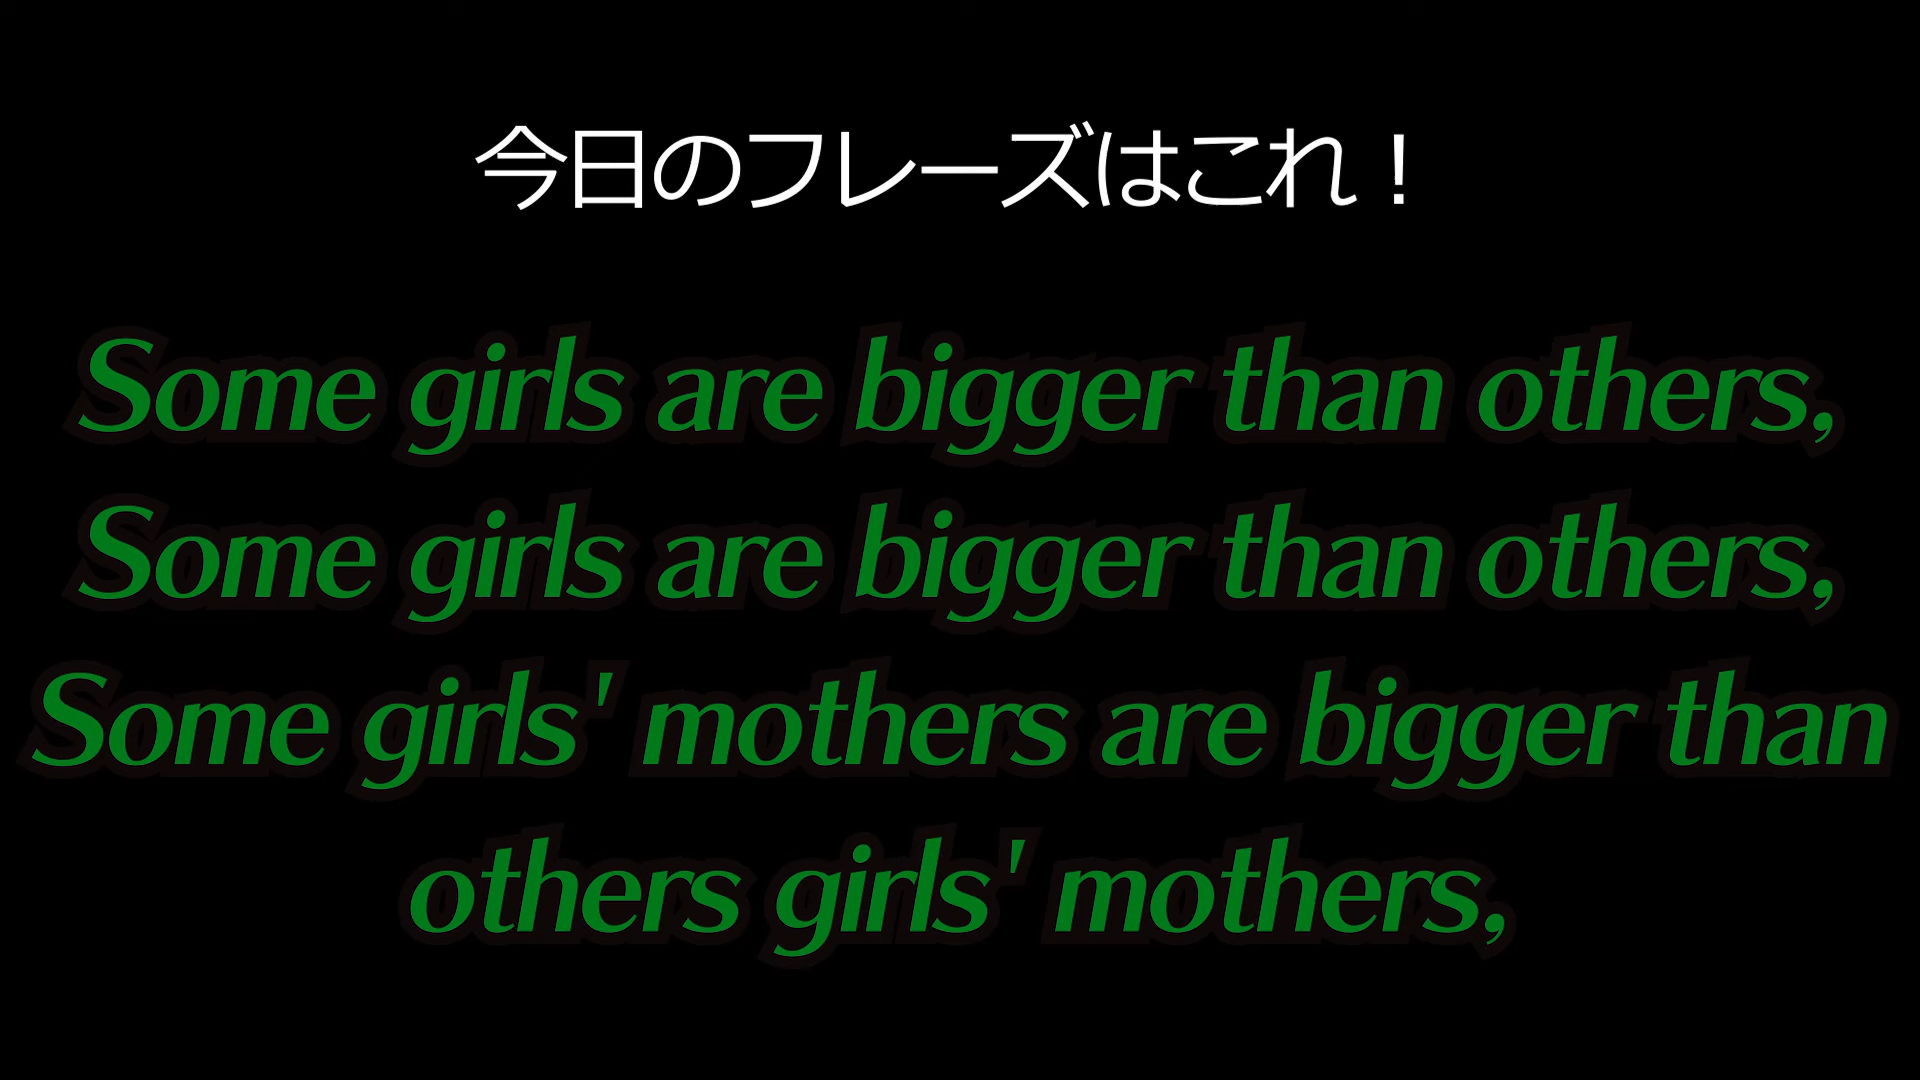 今日のフレーズはこれ！
Some girls are bigger than others,
Some girls are bigger than others,
Some girls' mothers are bigger than
others girls' mothers,